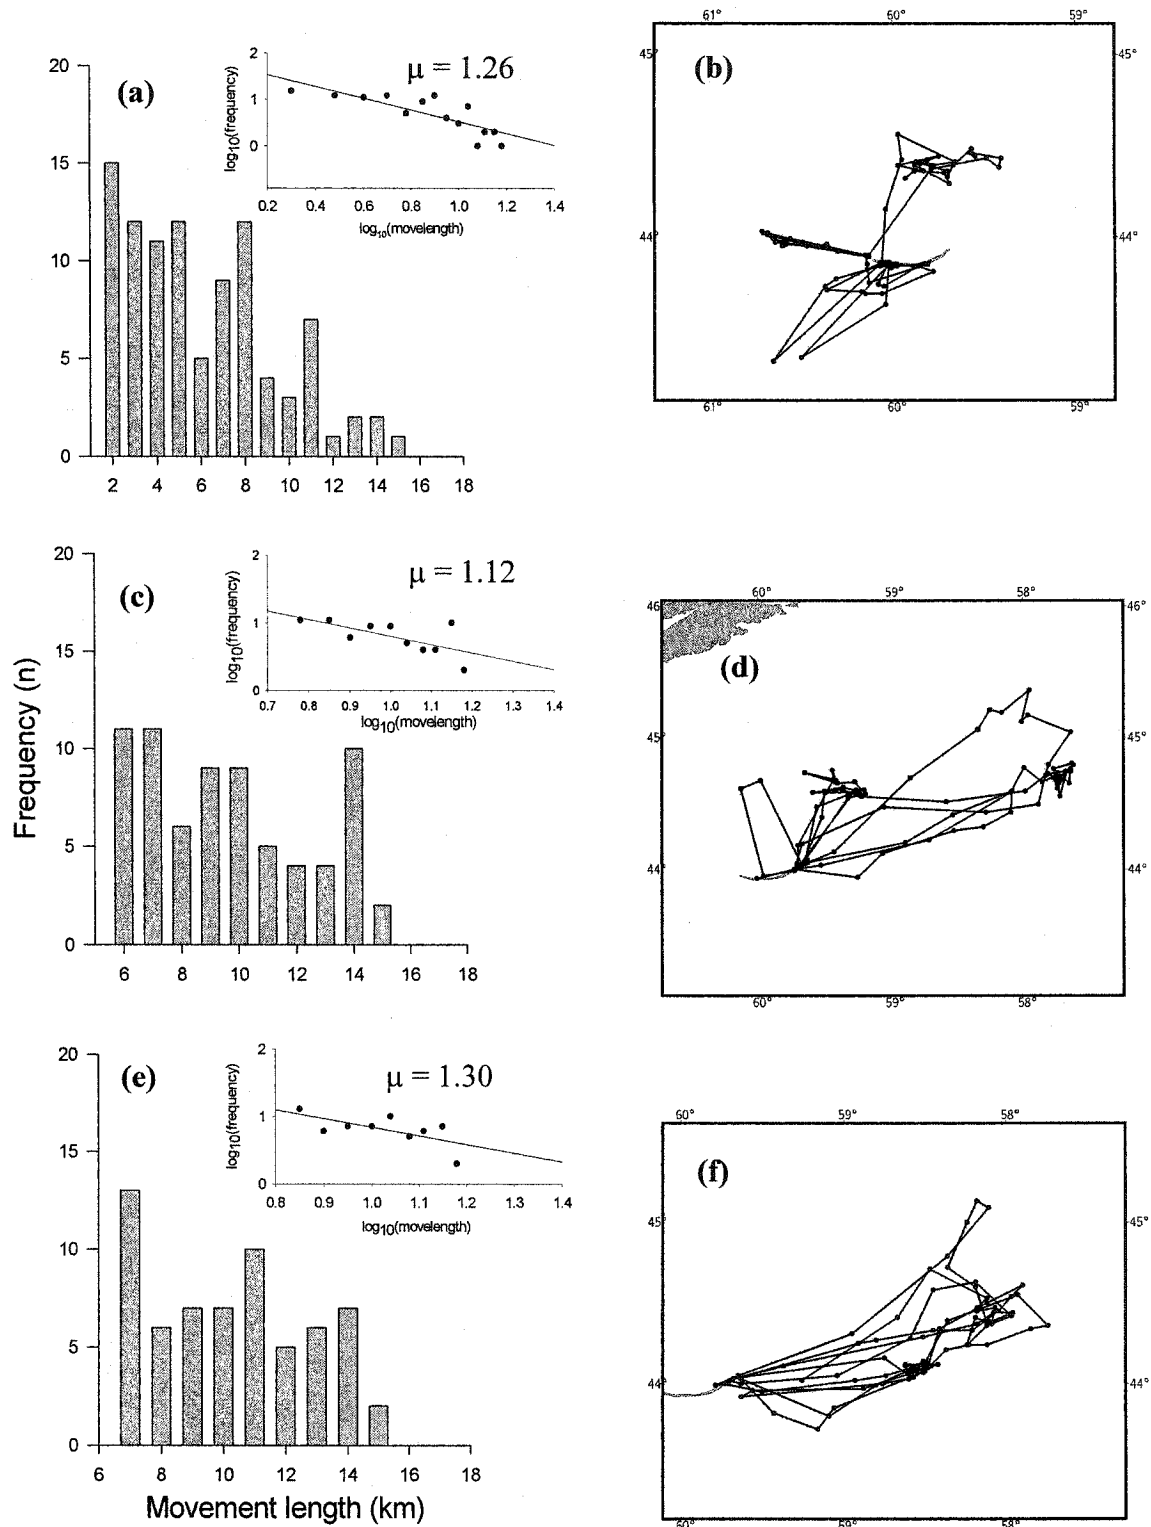 (a)
μ = 1.26
2
1
0
log10(frequency)
0.2 0.4 0.6 0.8 1.0 1.2 1.4
log10(movelength)
20
15
10
5
0
2 4 6 8 10 12 14 16 18
(b)
61° 60° 59°
45° 45°
44° 44°
61° 60° 59°
(c)
μ = 1.12
2
1
0
log10(frequency)
0.7 0.8 0.9 1.0 1.1 1.2 1.3 1.4
log10(movelength)
20
15
10
5
0
6 8 10 12 14 16 18
Frequency (n)
(d)
60° 59° 58°
46° 46°
45° 45°
44° 44°
60° 59° 58°
(e)
μ = 1.30
2
1
0
log10(frequency)
0.8 0.9 1.0 1.1 1.2 1.3 1.4
log10(movelength)
20
15
10
5
0
6 8 10 12 14 16 18
Movement length (km)
(f)
60° 59° 58°
45° 45°
44° 44°
60° 59° 58°